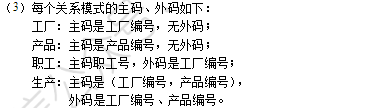 (3) 每个关系模式的主码、外码如下：
工厂：主码是工厂编号，无外码；
产品：主码是产品编号，无外码；
职工：主码职工号，外码是工厂编号；
生产：主码是（工厂编号，产品编号），
外码是工厂编号、产品编号。